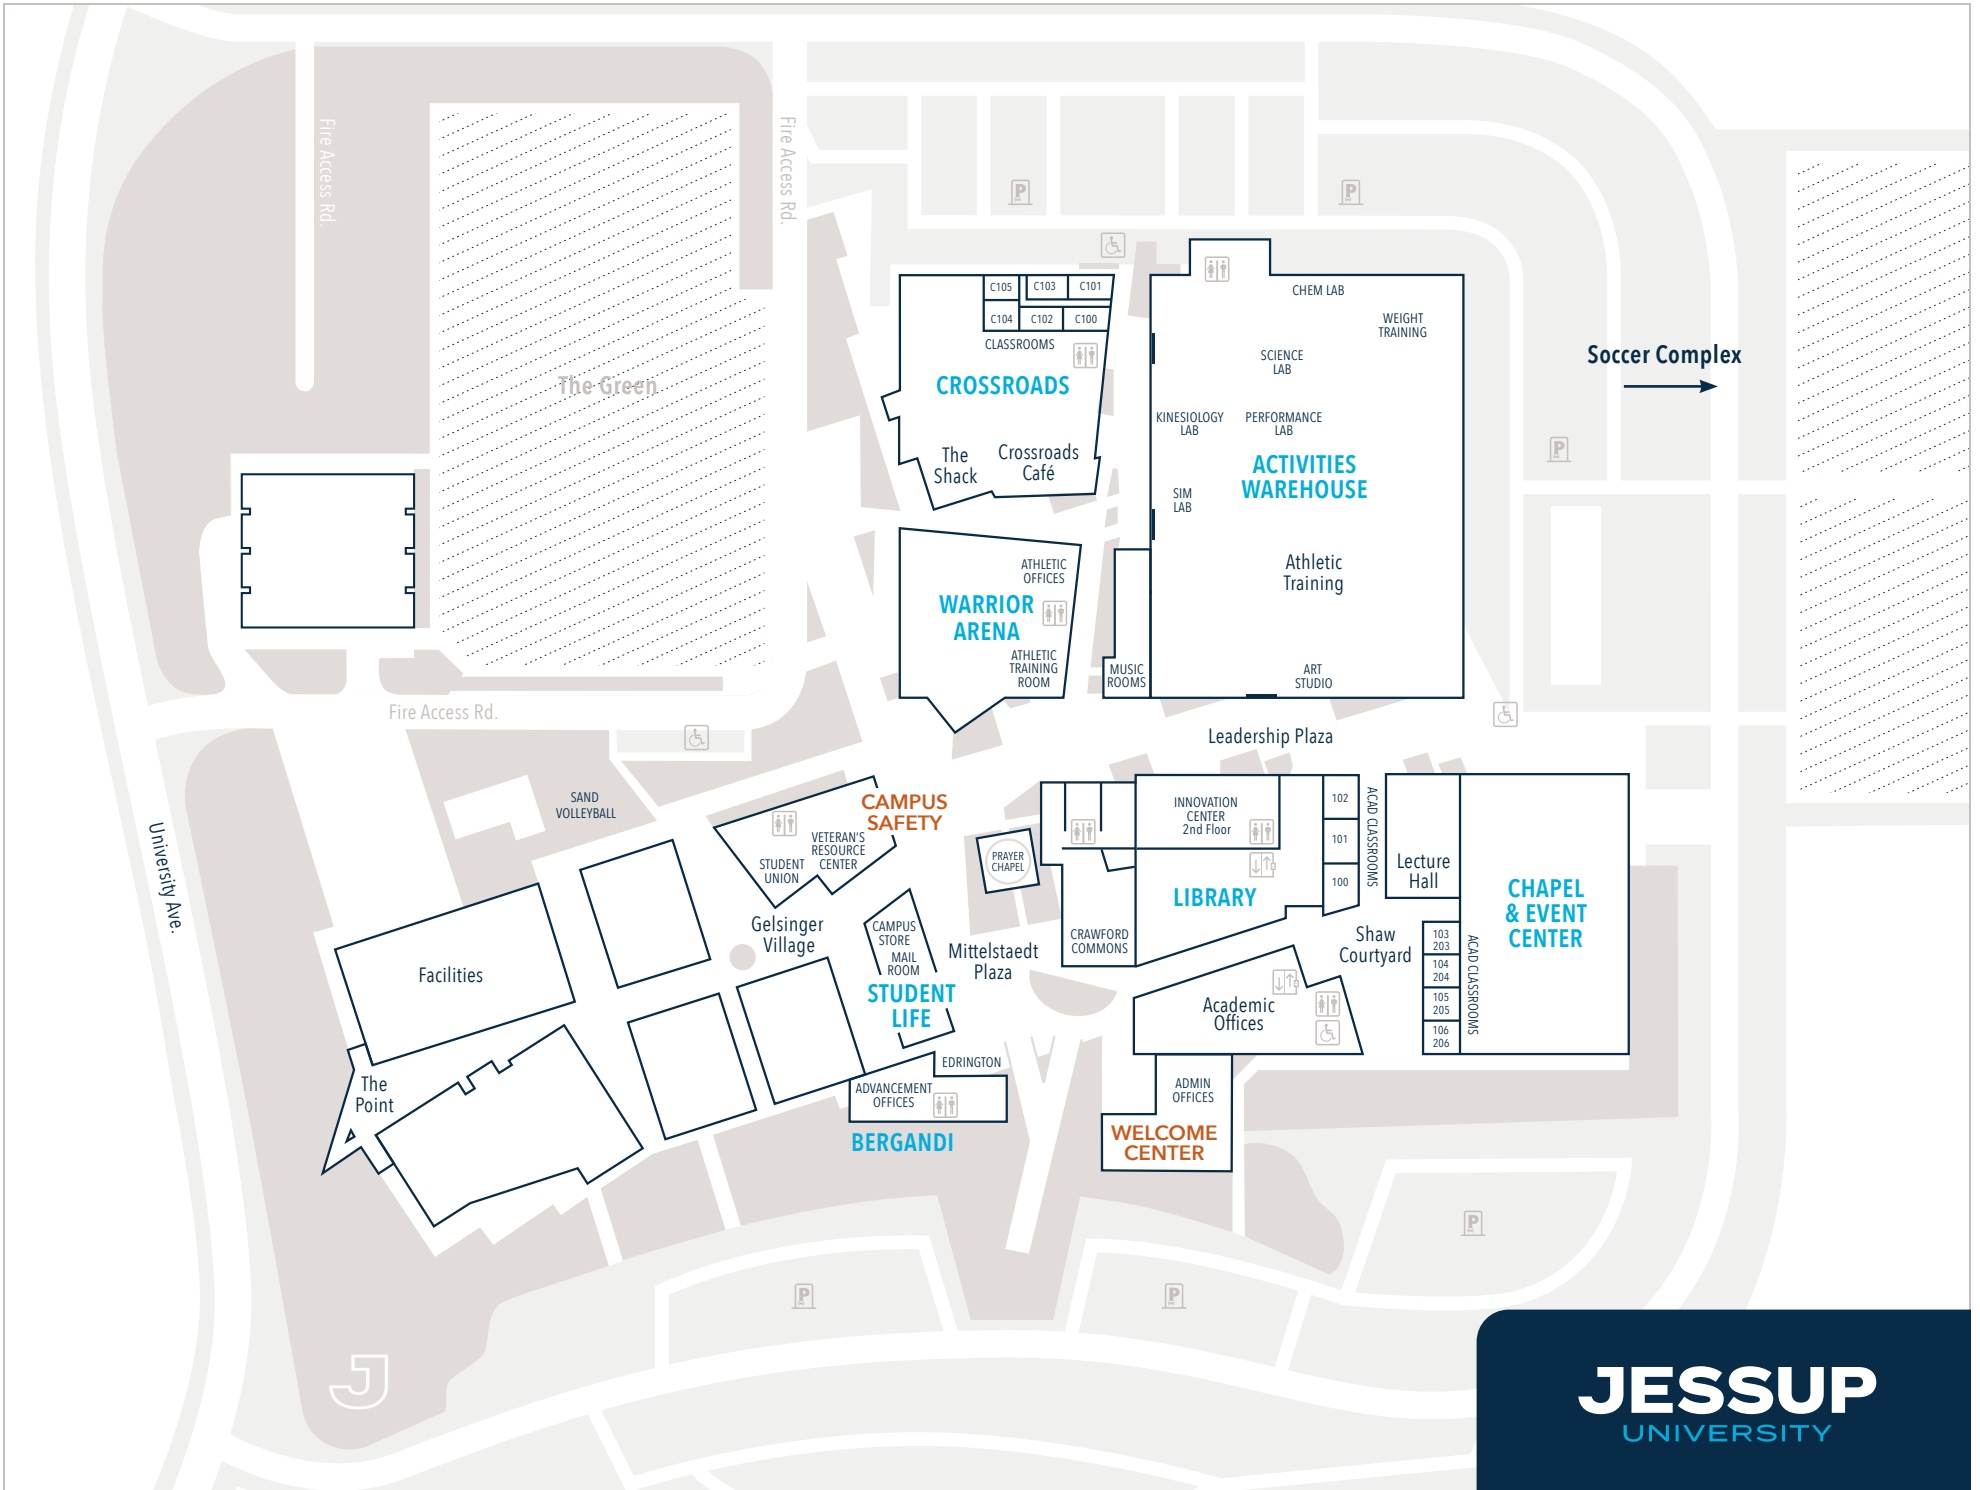 Fire Access Rd.
Fire Access Rd.
The Green
C105
C103
C101
C104
C102
C100
CLASSROOMS
CROSSROADS
The
Shack
Crossroads
Café
CHEM LAB
WEIGHT
TRAINING
SCIENCE
LAB
KINESIOLOGY
LAB
PERFORMANCE
LAB
ACTIVITIES
WAREHOUSE
SIM
LAB
Athletic
Training
ART
STUDIO
MUSIC
ROOMS
Soccer Complex
P
P
P
ATHLETIC
OFFICES
WARRIOR
ARENA
ATHLETIC
TRAINING
ROOM
Fire Access Rd.
Leadership Plaza
SAND
VOLLEYBALL
University Ave.
CAMPUS
SAFETY
VETERAN'S
RESOURCE
CENTER
STUDENT
UNION
PRAYER
CHAPEL
INNOVATION
CENTER
2nd Floor
102
101
100
ACAD CLASSROOMS
LIBRARY
CRAWFORD
COMMONS
Lecture
Hall
CHAPEL
& EVENT
CENTER
103
203
104
204
105
205
106
206
ACAD CLASSROOMS
Shaw
Courtyard
Gelsinger
Village
CAMPUS
STORE
MAIL
ROOM
STUDENT
LIFE
Mittelstaedt
Plaza
Academic
Offices
Facilities
The
Point
EDRINGTON
ADVANCEMENT
OFFICES
BERGANDI
ADMIN
OFFICES
WELCOME
CENTER
P
P
P
J
JESSUP
UNIVERSITY